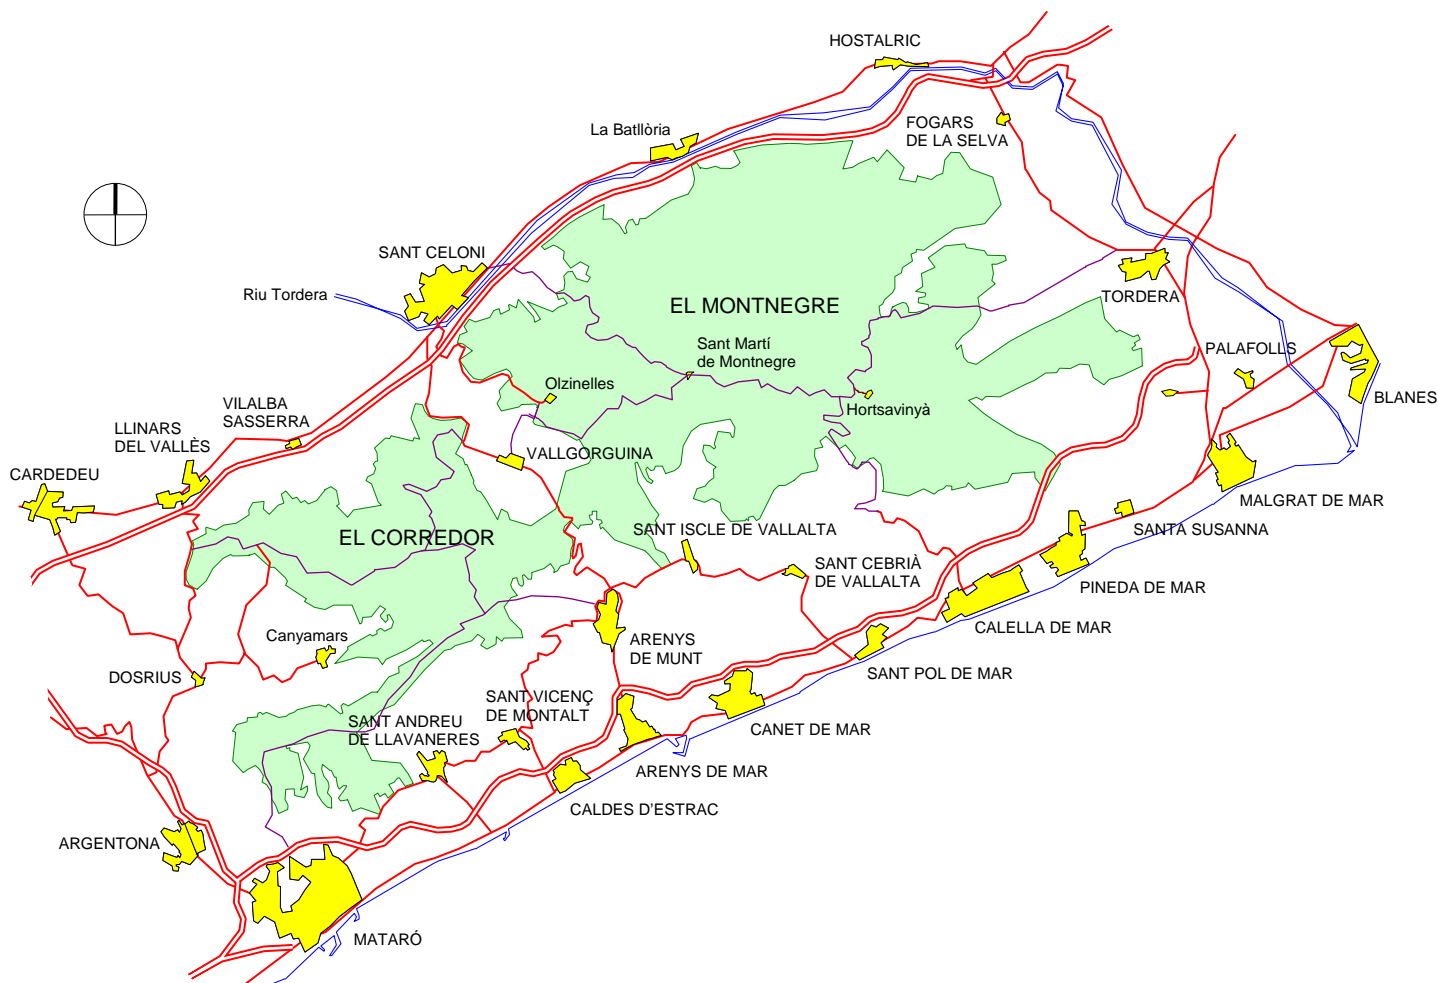 HOSTALRIC
La Batllòria
FOGARS
DE LA SELVA
SANT CELONI
Riu Tordera
EL MONTNEGRE
TORDERA
Sant Martí
de Montnegre
PALAFOLLS
Olzinelles
Hortsavinyà
BLANES
VILALBA
SASSERRA
LLINARS
DEL VALLÈS
VALLGORGUINA
CARDEDEU
MALGRAT DE MAR
EL CORREDOR
SANT ISCLE DE VALLALTA
SANTA SUSANNA
SANT CEBRIÀ
DE VALLALTA
PINEDA DE MAR
Canyamars
ARENYS
DE MUNT
CALELLA DE MAR
DOSRIUS
SANT POL DE MAR
SANT VICENÇ
DE MONTALT
SANT ANDREU
DE LLAVANERES
CANET DE MAR
ARENYS DE MAR
CALDES D'ESTRAC
ARGENTONA
MATARÓ